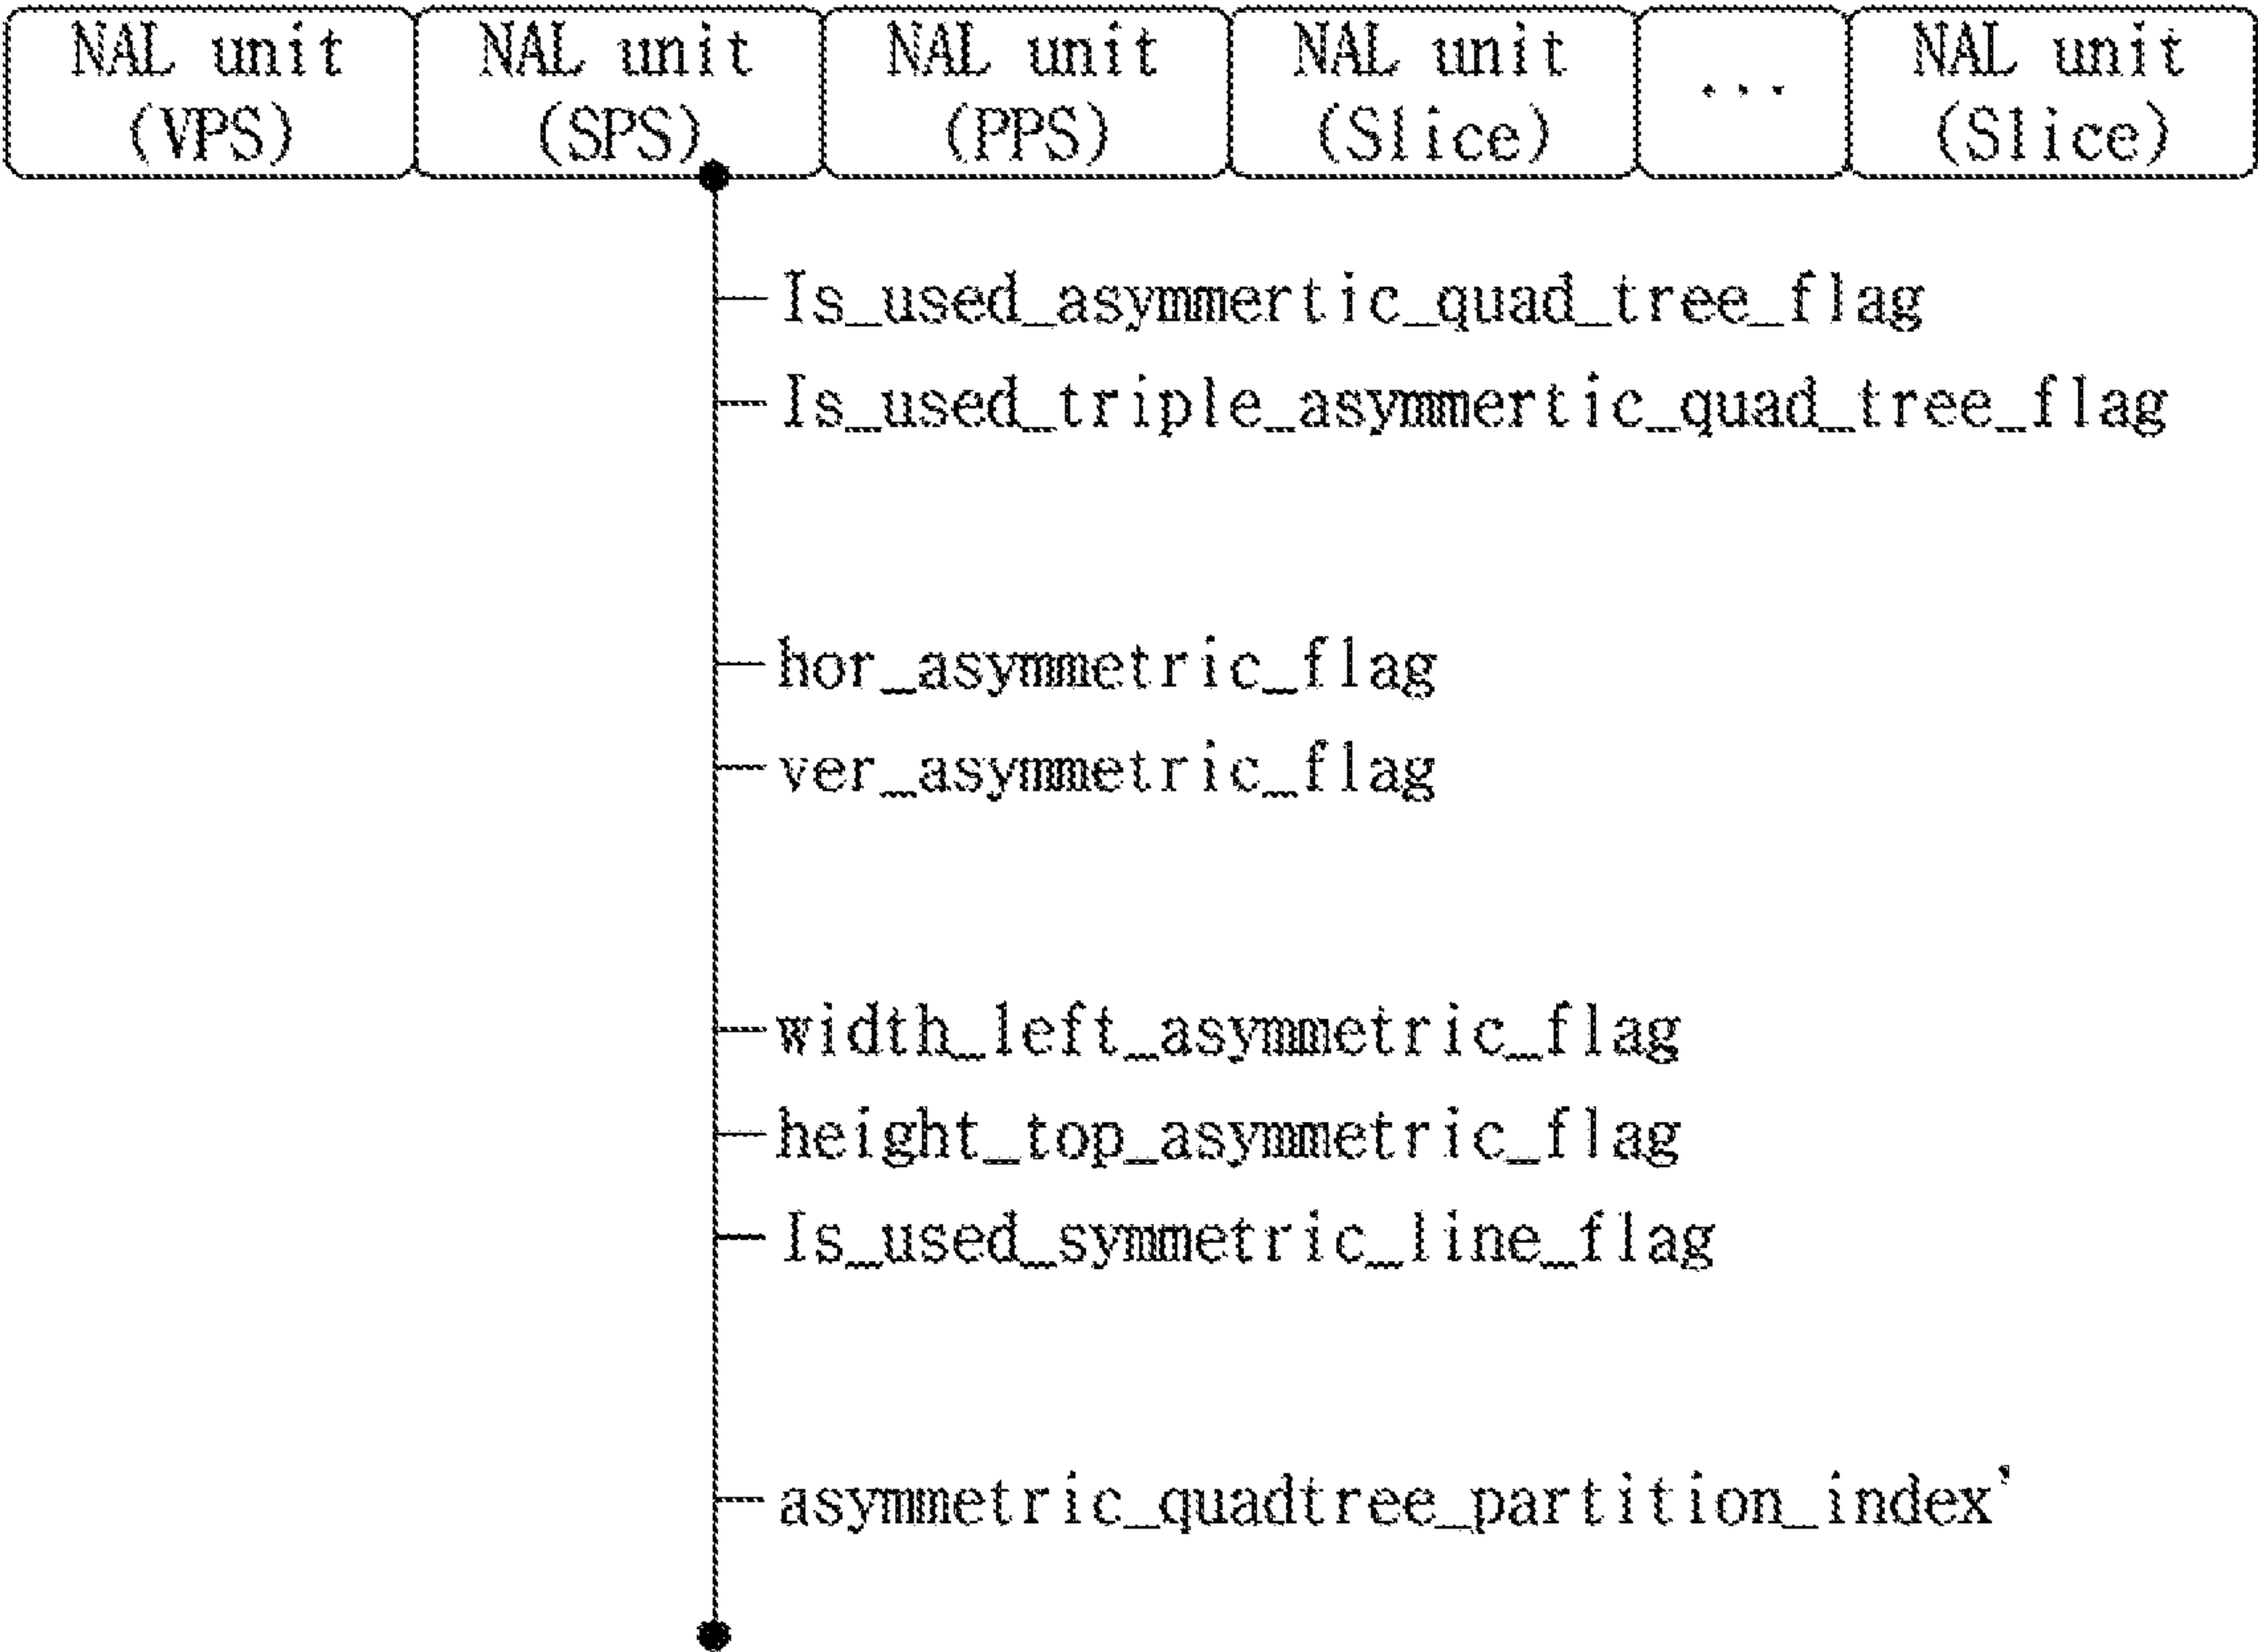 NAL unit NAL unit NAL unit NAL unit ... NAL unit
(VPS) (SPS) (PPS) (Slice) (Slice)
Is_used_asymmertic_quad_tree_flag
Is_used_triple_asymmertic_quad_tree_flag
hor_asymmetric_flag
ver_asymmetric_flag
width_left_asymmetric_flag
height_top_asymmetric_flag
Is_used_symmetric_line_flag
asymmetric_quadtree_partition_index'